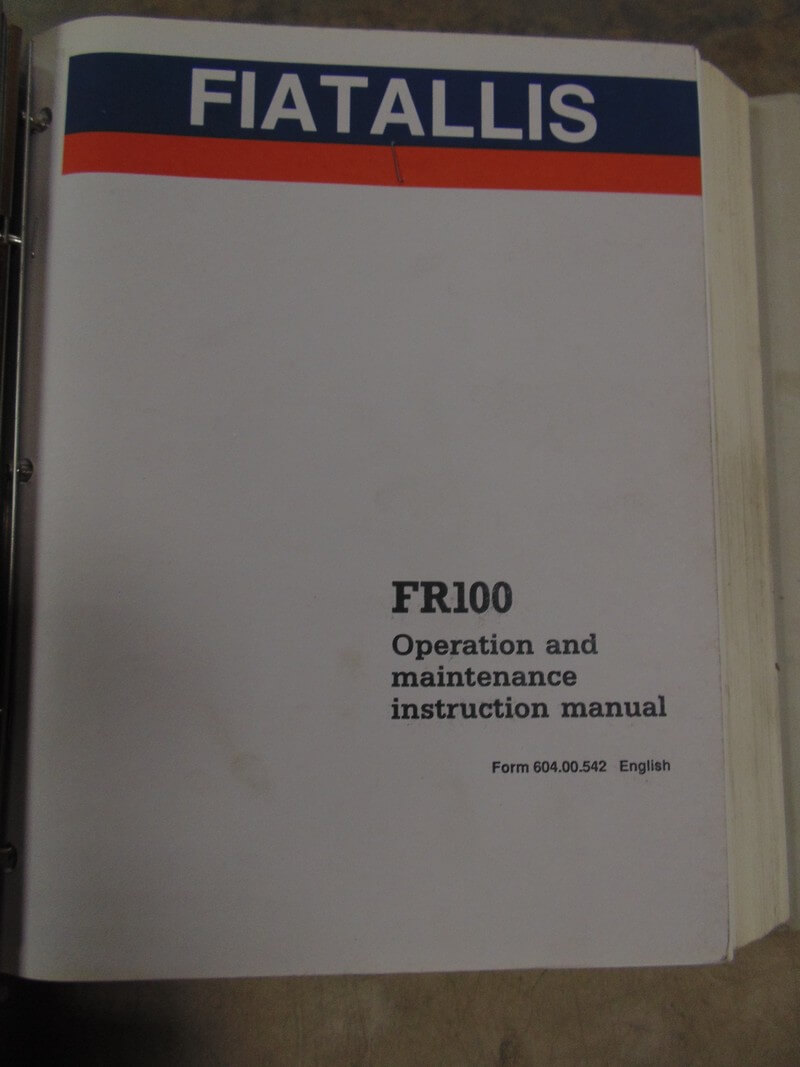 FIATALLIS
FR100
Operation and
maintenance
instruction manual
Form 604.00.542 English